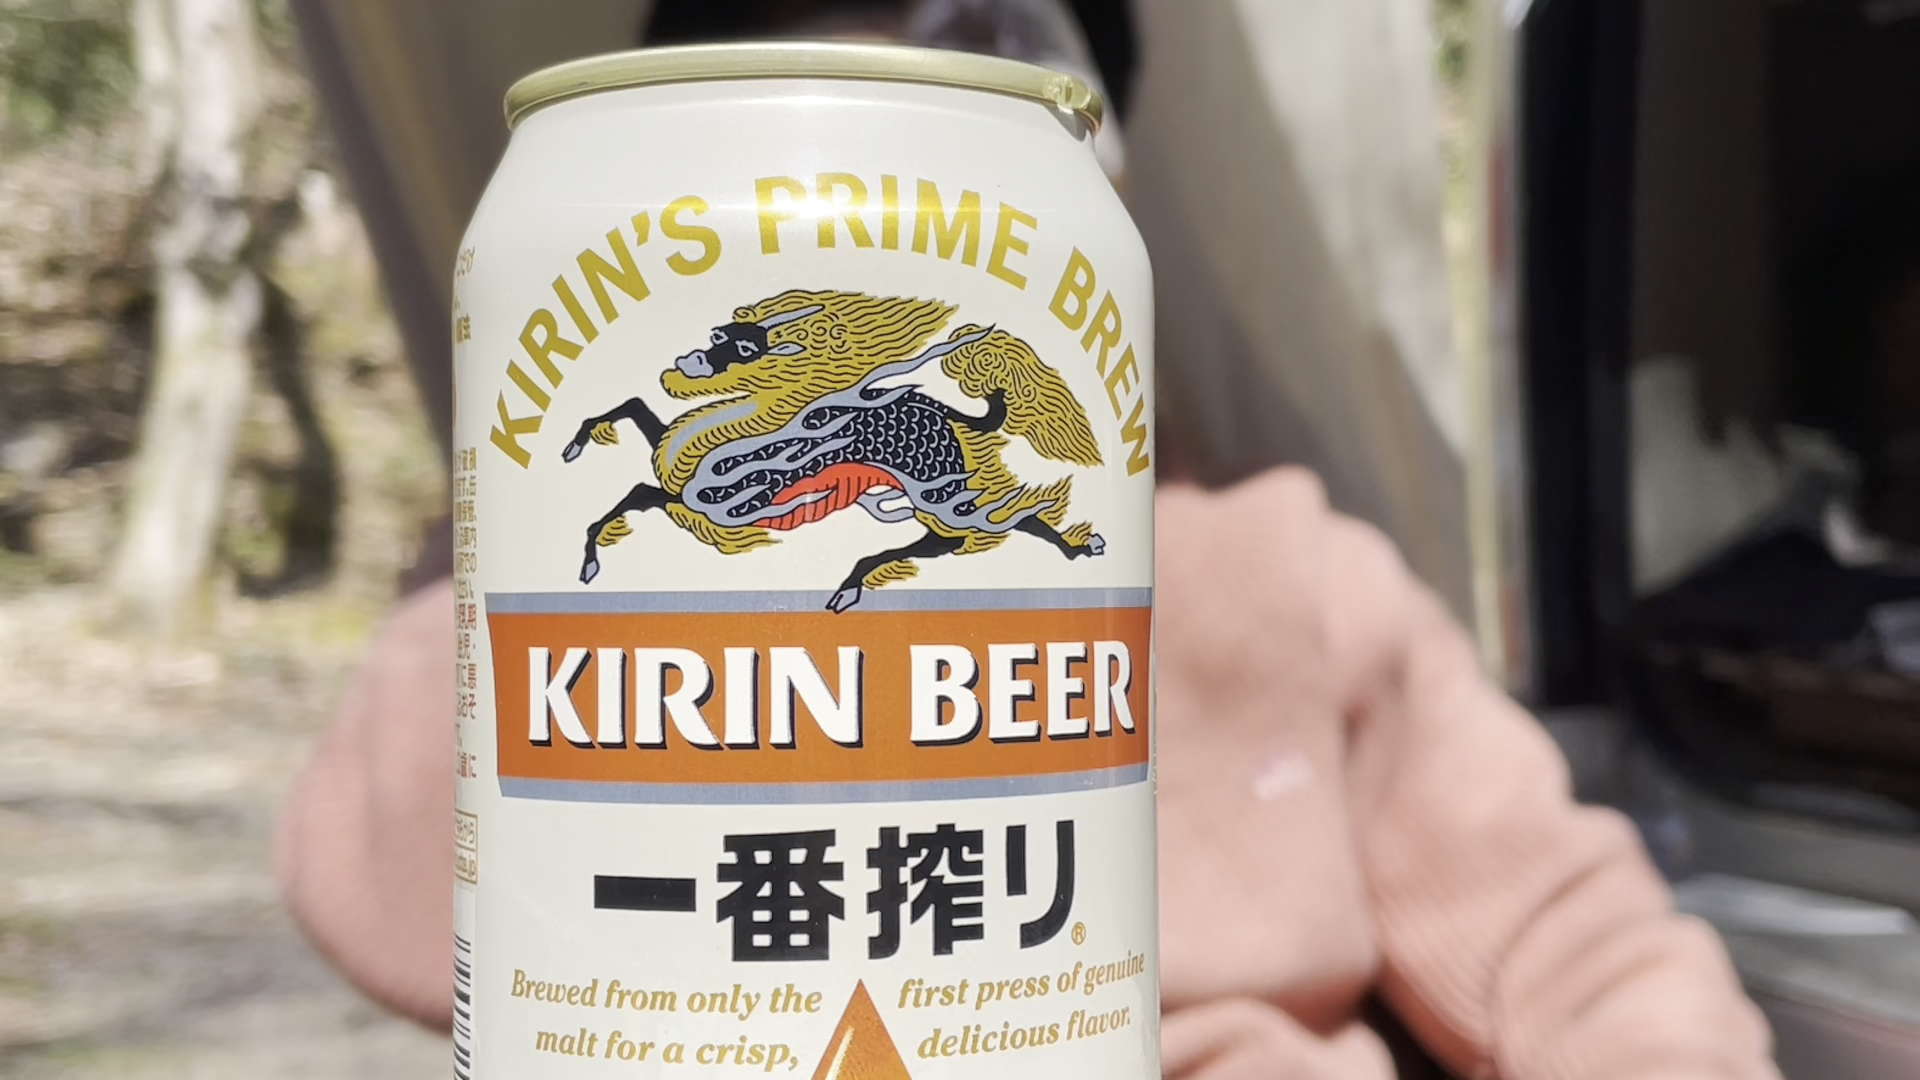 KIRIN'S PRIME BREW
KIRIN BEER
一番搾り®
Brewed from only the first press of genuine
malt for a crisp, delicious flavor.